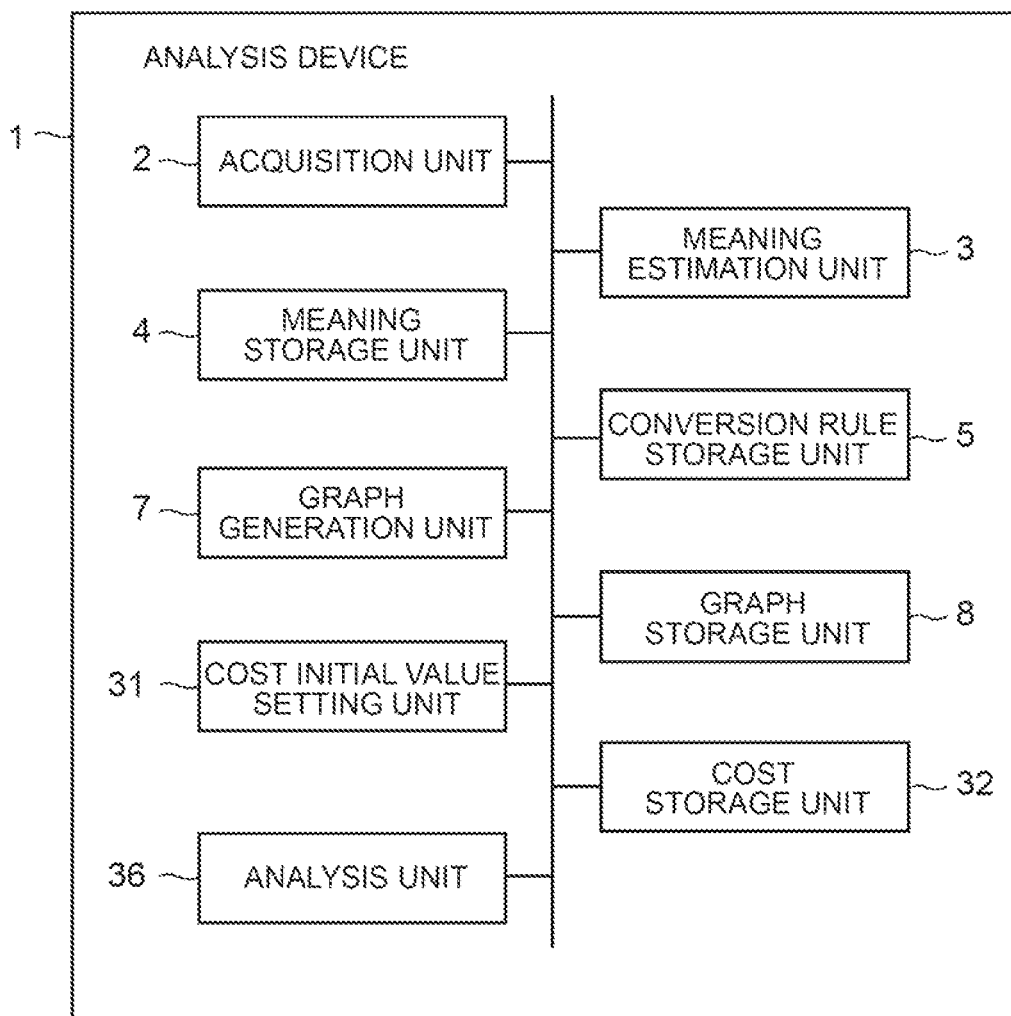 ANALYSIS DEVICE
1
2
ACQUISITION UNIT
MEANING
ESTIMATION UNIT
3
4
MEANING
STORAGE UNIT
CONVERSION RULE
STORAGE UNIT
5
7
GRAPH
GENERATION UNIT
GRAPH
STORAGE UNIT
8
31
COST INITIAL VALUE
SETTING UNIT
COST
STORAGE UNIT
32
36
ANALYSIS UNIT